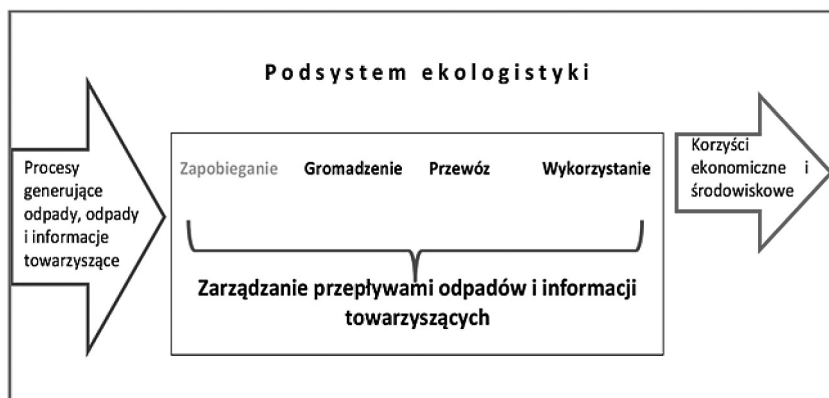 Podsystem ekologistyki
Procesy
generujące
odpady, odpady
i informacje
towarzyszące
Zapobieganie Gromadzenie Przewóz Wykorzystanie
Zarządzanie przepływami odpadów i informacji
towarzyszących
Korzyści
ekonomiczne i
środowiskowe